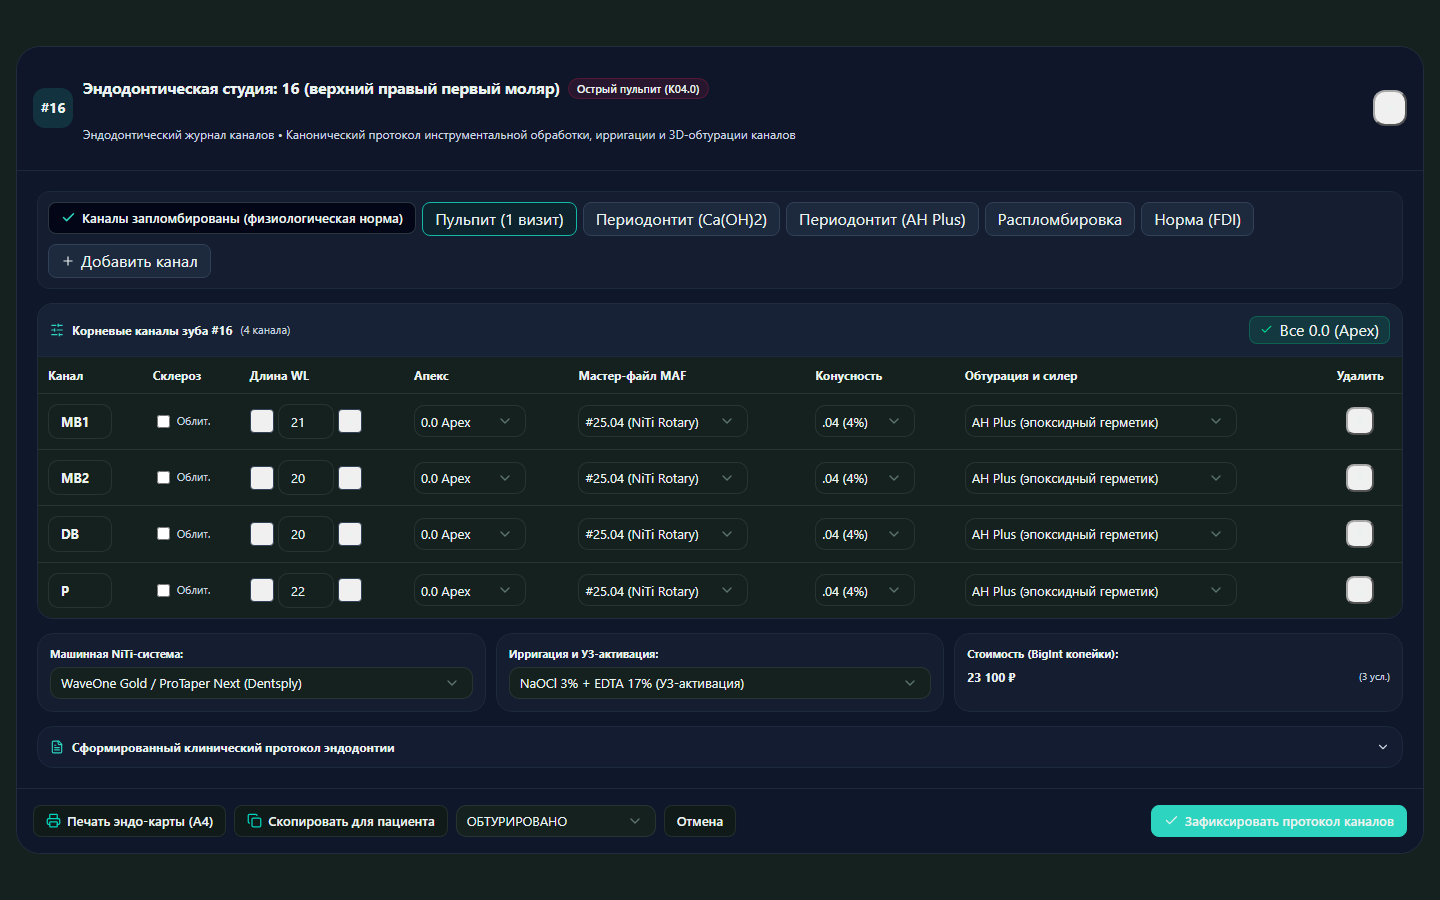 #16
Эндодонтическая студия: 16 (верхний правый первый моляр) Острый пульпит (K04.0)
Эндодонтический журнал каналов • Канонический протокол инструментальной обработки, ирригации и 3D-обтурации каналов
Каналы запломбированы (физиологическая норма) Пульпит (1 визит) Периодонтит (Ca(OH)2) Периодонтит (AH Plus) Распломбировка Норма (FDI)
+ Добавить канал
Корневые каналы зуба #16 (4 канала) Все 0.0 (Apex)
Канал Склероз Длина WL Апекс Мастер-файл MAF Конусность Обтурация и силер Удалить
MB1 Облит. 21 0.0 Apex #25.04 (NiTi Rotary) .04 (4%) AH Plus (эпоксидный герметик)
MB2 Облит. 20 0.0 Apex #25.04 (NiTi Rotary) .04 (4%) AH Plus (эпоксидный герметик)
DB Облит. 20 0.0 Apex #25.04 (NiTi Rotary) .04 (4%) AH Plus (эпоксидный герметик)
P Облит. 22 0.0 Apex #25.04 (NiTi Rotary) .04 (4%) AH Plus (эпоксидный герметик)
Машинная NiTi-система: Ирригация и УЗ-активация: Стоимость (BigInt копейки):
WaveOne Gold / ProTaper Next (Dentsply) NaOCl 3% + EDTA 17% (УЗ-активация) 23 100 ₽ (3 усл.)
Сформированный клинический протокол эндодонтии
Печать эндо-карты (A4) Скопировать для пациента ОБТУРИРОВАНО Отмена Зафиксировать протокол каналов